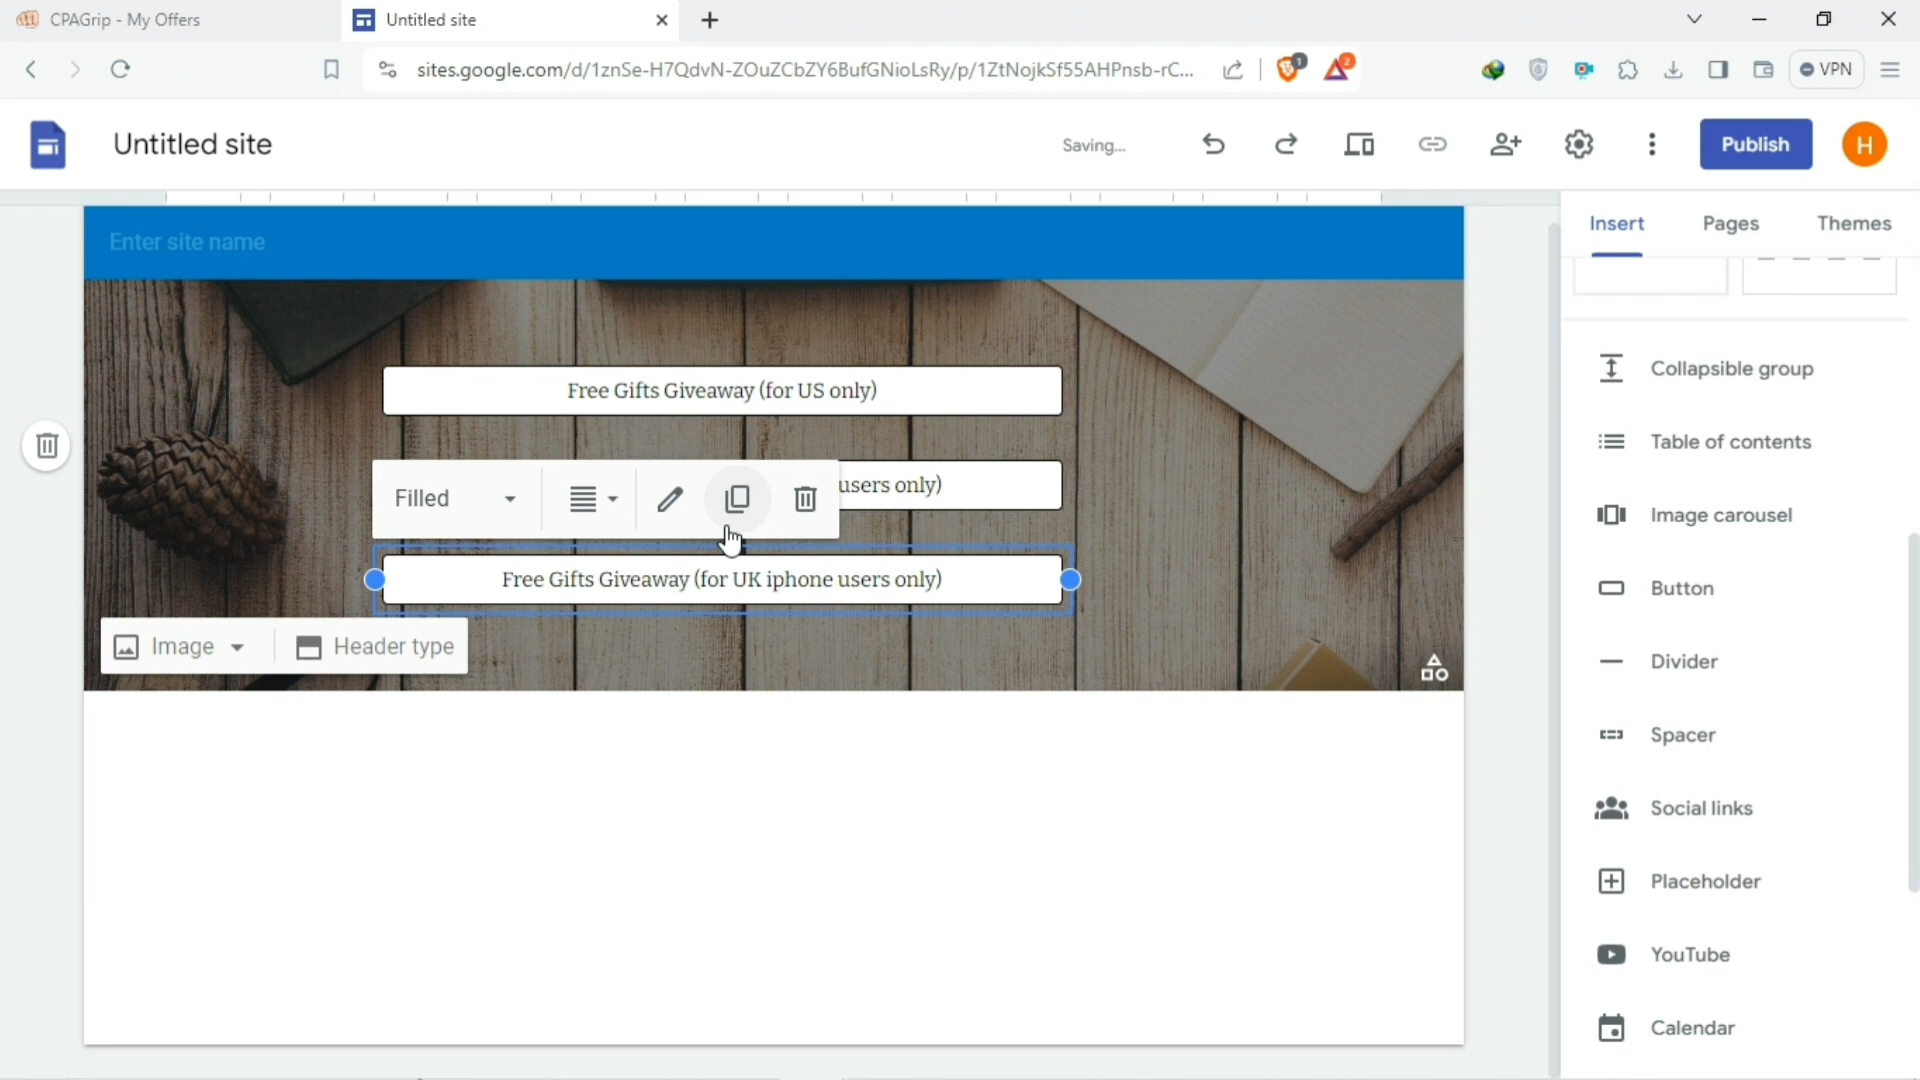 CPAGrip - My Offers
Untitled site
sites.google.com/d/1znSe-H7QdvN-ZOuZCbZY6BufGNioLsRy/p/1ZtNojkSf55AHPnsb-rC...
1
2
VPN
Untitled site
Saving...
Publish
H
Insert
Pages
Themes
Enter site name
Free Gifts Giveaway (for US only)
Filled
users only)
Free Gifts Giveaway (for UK iphone users only)
Image
Header type
Collapsible group
Table of contents
Image carousel
Button
Divider
Spacer
Social links
Placeholder
YouTube
Calendar